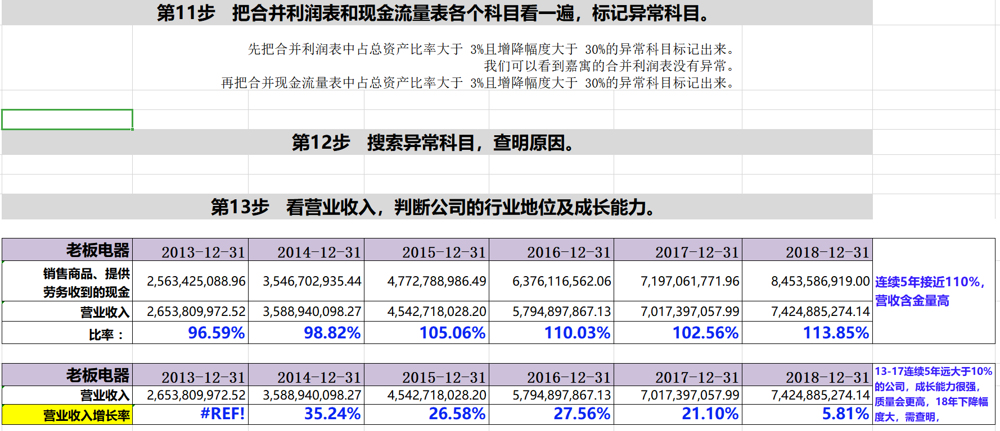 第11步 把合并利润表和现金流量表各个科目看一遍，标记异常科目。
先把合并利润表中占总资产比率大于 3%且增降幅度大于 30%的异常科目标记出来。
我们可以看到嘉寓的合并利润表没有异常。
再把合并现金流量表中占总资产比率大于 3%且增降幅度大于 30%的异常科目标记出来。
第12步 搜索异常科目，查明原因。
第13步 看营业收入，判断公司的行业地位及成长能力。
老板电器 2013-12-31 2014-12-31 2015-12-31 2016-12-31 2017-12-31 2018-12-31
销售商品、提供
劳务收到的现金 2,563,425,088.96 3,546,702,935.44 4,772,788,986.49 6,376,116,562.06 7,197,061,771.96 8,453,586,919.00
营业收入 2,653,809,972.52 3,588,940,098.27 4,542,718,028.20 5,794,897,867.13 7,017,397,057.99 7,424,885,274.14
比率： 96.59% 98.82% 105.06% 110.03% 102.56% 113.85%
连续5年接近110%，
营收含金量高
老板电器 2013-12-31 2014-12-31 2015-12-31 2016-12-31 2017-12-31 2018-12-31
营业收入 2,653,809,972.52 3,588,940,098.27 4,542,718,028.20 5,794,897,867.13 7,017,397,057.99 7,424,885,274.14
营业收入增长率 #REF! 35.24% 26.58% 27.56% 21.10% 5.81%
13-17连续5年远大于10%
的公司，成长能力很强，
质量会更高，18年下降幅
度大，需查明，